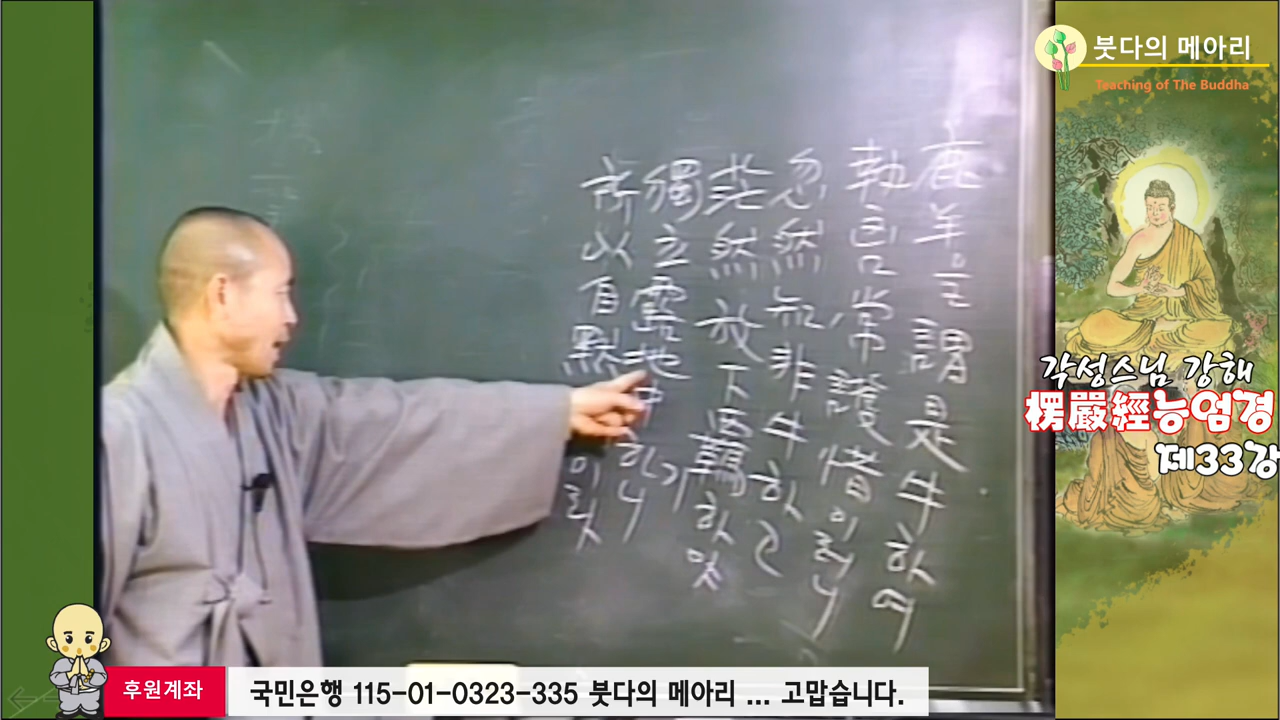 鹿羊을 謂是牛하며
執 常護惜이러니
忽然知非牛하고
茫然放下 하야
獨立露地中하니
所以自黙
붓다의 메아리
Teaching of The Buddha
각성스님 강해
楞嚴經능엄경
제33강
후원계좌
국민은행 115-01-0323-335 붓다의 메아리 ... 고맙습니다.